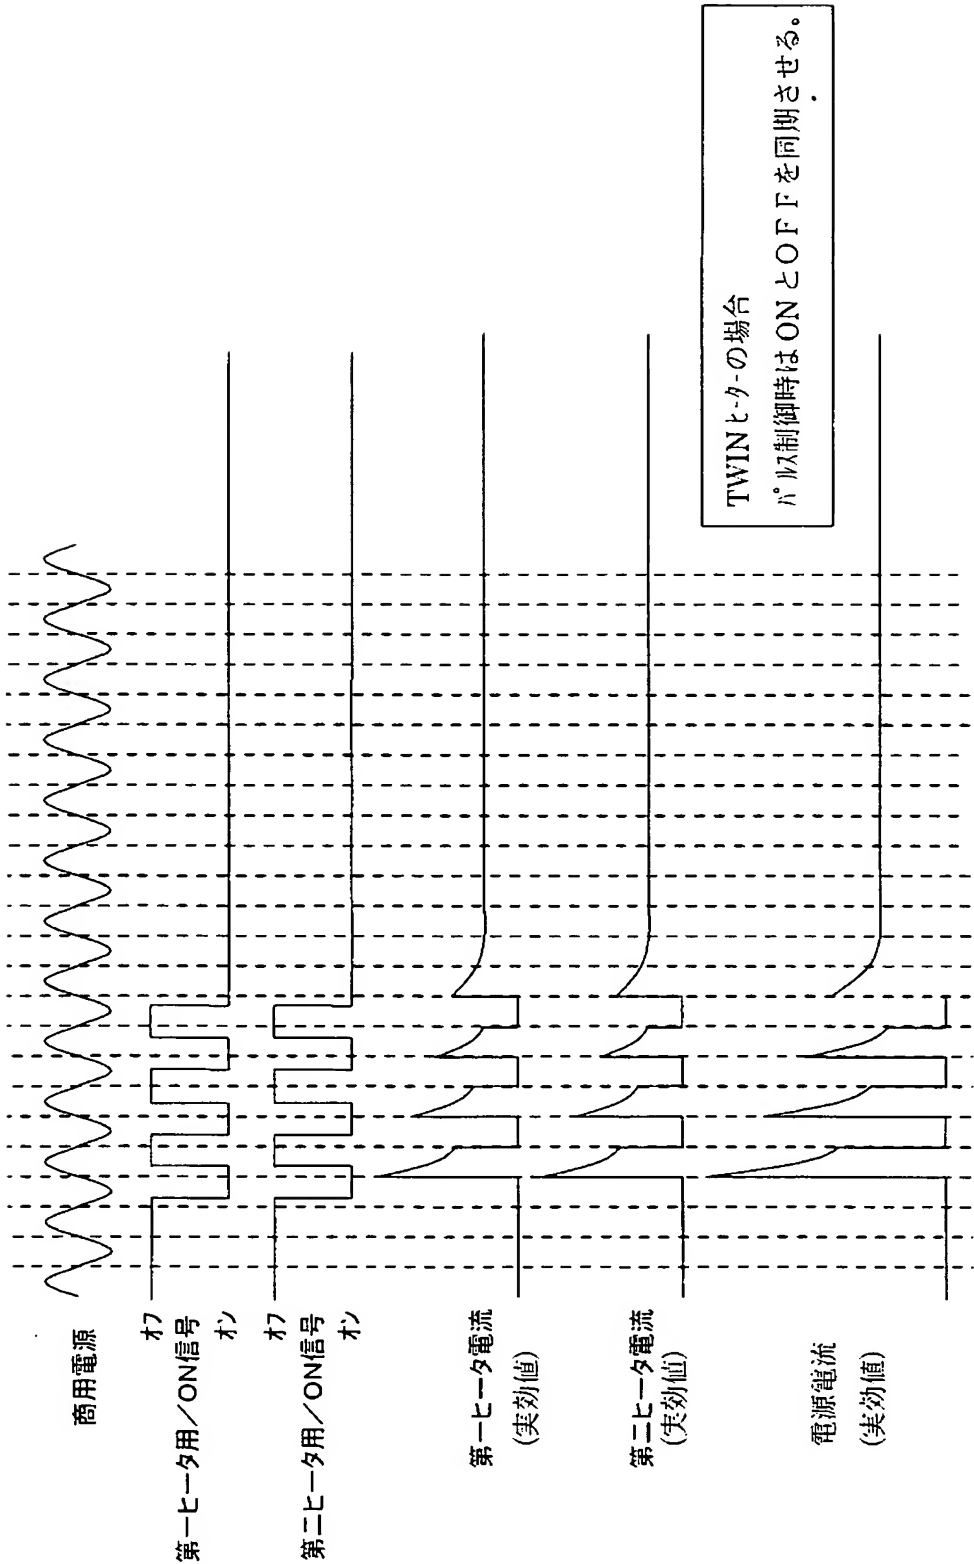 商用電源
オフ
第一ヒータ用／ON信号
オン
オフ
第二ヒータ用／ON信号
オン
第一ヒータ電流
(実効値)
第二ヒータ電流
(実効値)
電源電流
(実効値)
TWINﾋｰﾀｰの場合
ﾊﾟﾙｽ制御時はONとOFFを同期させる。